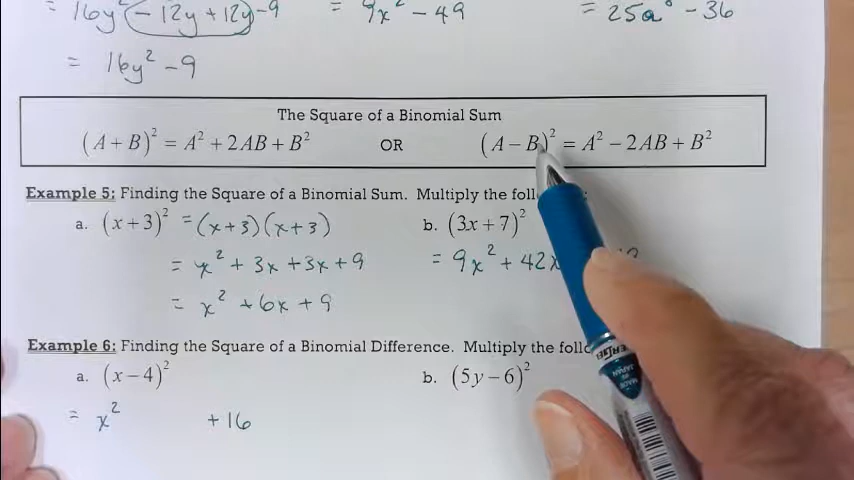 = 16y² - 12y + 12y - 9 = 9x² - 49 = 25a⁶ - 36
= 16y² - 9
The Square of a Binomial Sum
(A + B)² = A² + 2AB + B² OR (A − B)² = A² − 2AB + B²
Example 5: Finding the Square of a Binomial Sum. Multiply the
a. (x + 3)² = (x + 3)(x + 3) b. (3x + 7)²
= x² + 3x + 3x + 9 = 9x² + 42x
= x² + 6x + 9
Example 6: Finding the Square of a Binomial Difference. Multiply the
a. (x − 4)² b. (5y − 6)²
= x² + 16